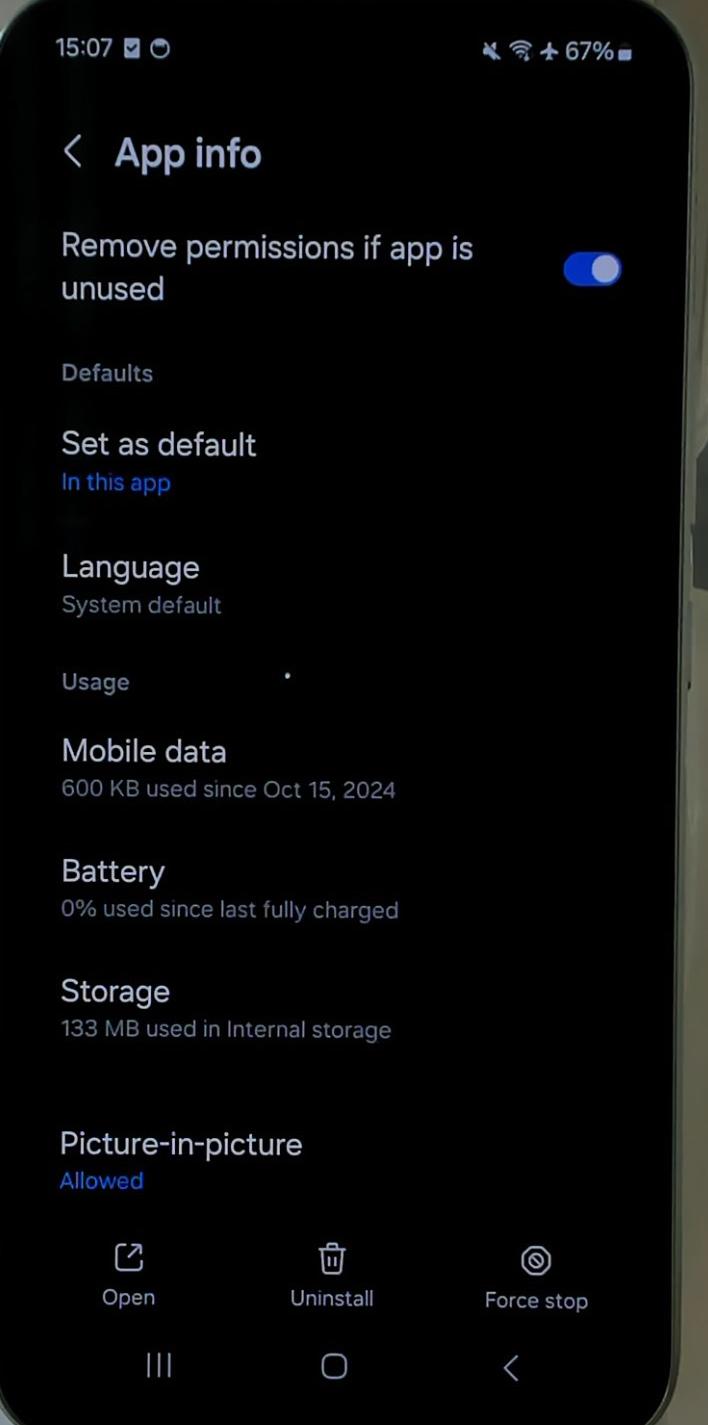 15:07 67%
App info
Remove permissions if app is
unused
Defaults
Set as default
In this app
Language
System default
Usage
Mobile data
600 KB used since Oct 15, 2024
Battery
0% used since last fully charged
Storage
133 MB used in Internal storage
Picture-in-picture
Allowed
Open Uninstall Force stop